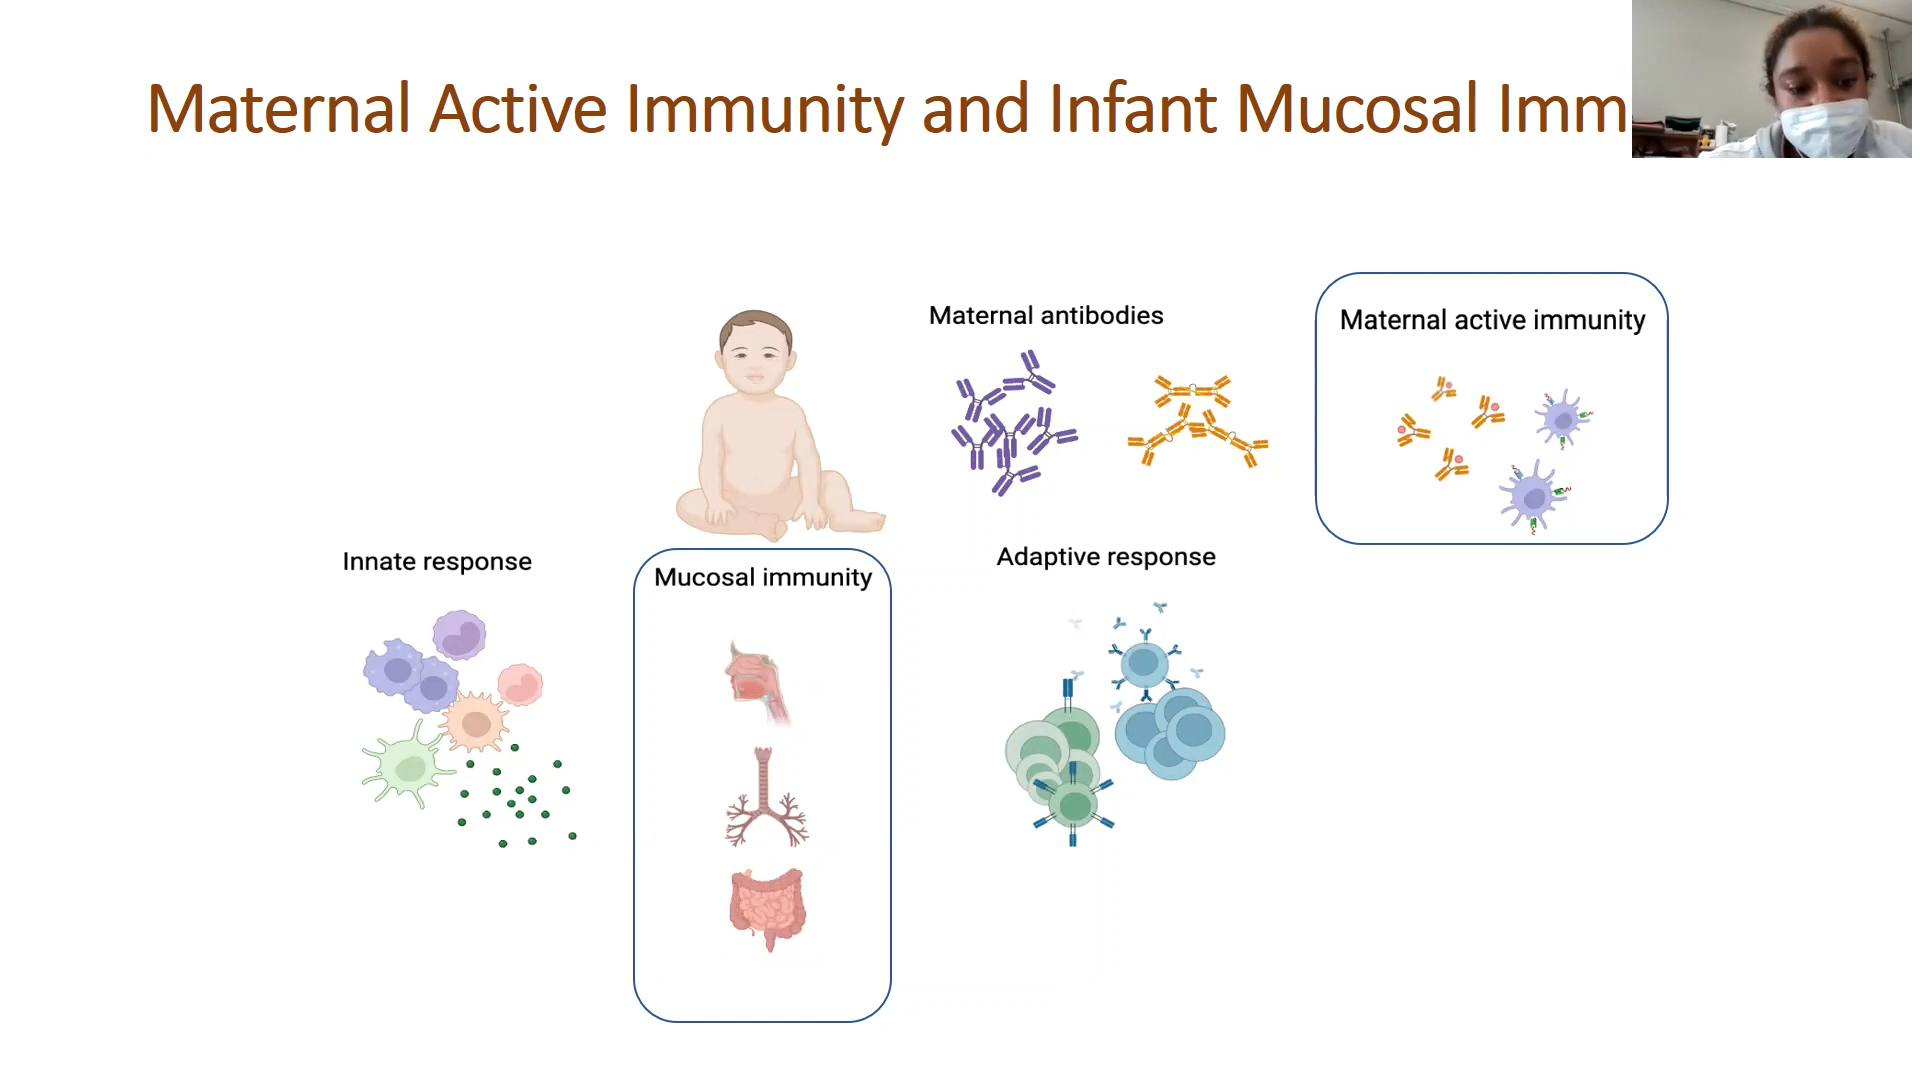 Maternal Active Immunity and Infant Mucosal Imm
Maternal antibodies
Maternal active immunity
Innate response
Mucosal immunity
Adaptive response